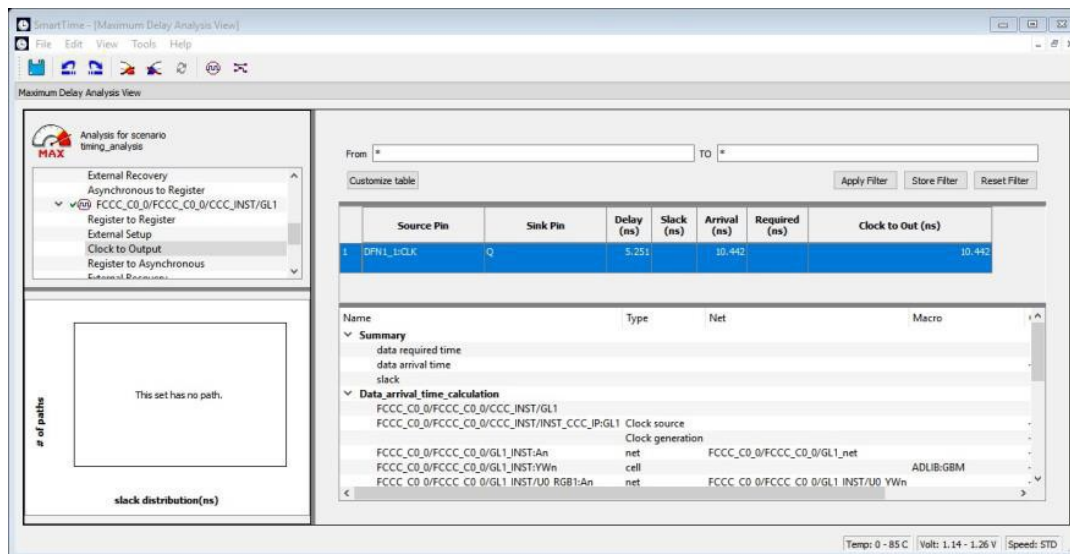 SmartTime - [Maximum Delay Analysis View]
File Edit View Tools Help
Maximum Delay Analysis View
MAX
Analysis for scenario
timing_analysis
External Recovery
Asynchronous to Register
FCCC_C0_0/FCCC_C0_0/CCC_INST/GL1
Register to Register
External Setup
Clock to Output
Register to Asynchronous
External Recovery
# of paths
This set has no path.
slack distribution(ns)
From * TO *
Customize table Apply Filter Store Filter Reset Filter
Source Pin Sink Pin Delay (ns) Slack (ns) Arrival (ns) Required (ns) Clock to Out (ns)
1 DFN1_1:CLK Q 5.251 10.442 10.442
Name Type Net Macro
Summary
data required time
data arrival time
slack
Data_arrival_time_calculation
FCCC_C0_0/FCCC_C0_0/CCC_INST/GL1
FCCC_C0_0/FCCC_C0_0/CCC_INST/INST_CCC_IP:GL1 Clock source
Clock generation
FCCC_C0_0/FCCC_C0_0/GL1_INST:An net FCCC_C0_0/FCCC_C0_0/GL1_net
FCCC_C0_0/FCCC_C0_0/GL1_INST:YWn cell ADLIB:GBM
FCCC_C0_0/FCCC_C0_0/GL1_INST/U0_RGB1:An net FCCC_C0_0/FCCC_C0_0/GL1_INST/U0_YWn
Temp: 0 - 85 C Volt: 1.14 - 1.26 V Speed: STD